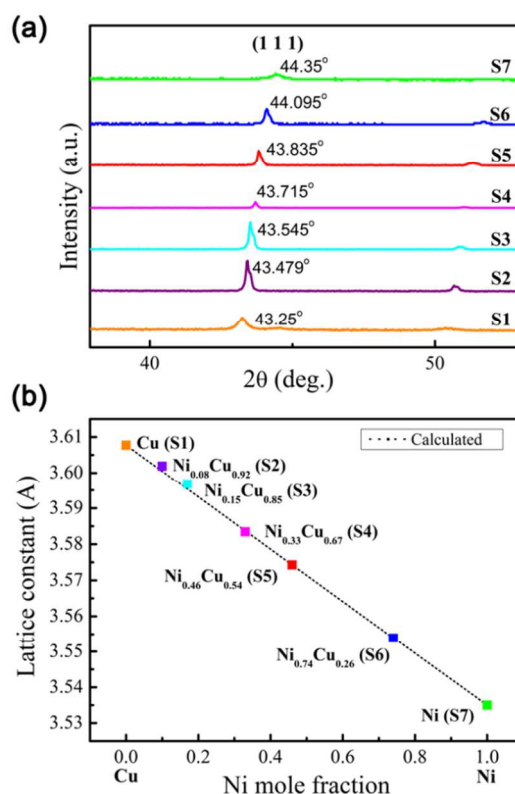 (a)
(1 1 1)
44.35° S7
44.095° S6
43.835° S5
43.715° S4
43.545° S3
43.479° S2
43.25° S1
Intensity (a.u.)
40 50
2θ (deg.)
(b)
3.61
3.60
3.59
3.58
3.57
3.56
3.55
3.54
3.53
Lattice constant (A)
Calculated
Cu (S1)
Ni0.08Cu0.92 (S2)
Ni0.15Cu0.85 (S3)
Ni0.33Cu0.67 (S4)
Ni0.46Cu0.54 (S5)
Ni0.74Cu0.26 (S6)
Ni (S7)
0.0 0.2 0.4 0.6 0.8 1.0
Cu Ni
Ni mole fraction